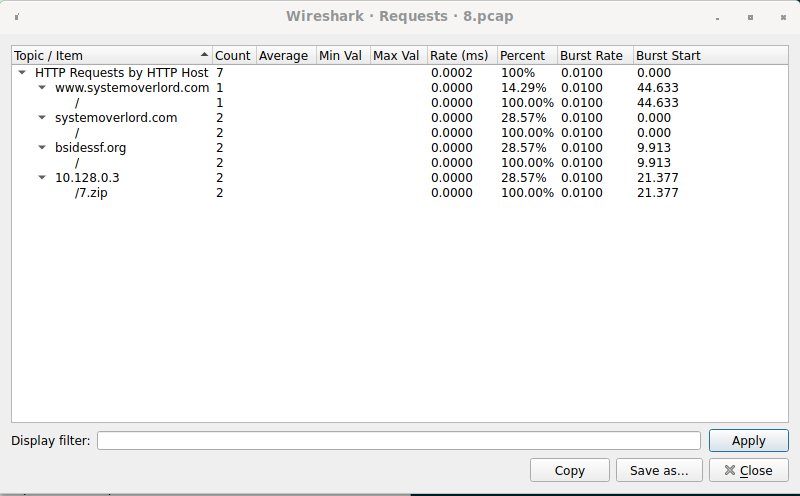 Wireshark · Requests · 8.pcap
Topic / Item Count Average Min Val Max Val Rate (ms) Percent Burst Rate Burst Start
HTTP Requests by HTTP Host 7 0.0002 100% 0.0100 0.000
www.systemoverlord.com 1 0.0000 14.29% 0.0100 44.633
/ 1 0.0000 100.00% 0.0100 44.633
systemoverlord.com 2 0.0000 28.57% 0.0100 0.000
/ 2 0.0000 100.00% 0.0100 0.000
bsidessf.org 2 0.0000 28.57% 0.0100 9.913
/ 2 0.0000 100.00% 0.0100 9.913
10.128.0.3 2 0.0000 28.57% 0.0100 21.377
/7.zip 2 0.0000 100.00% 0.0100 21.377
Display filter: Apply
Copy Save as... Close